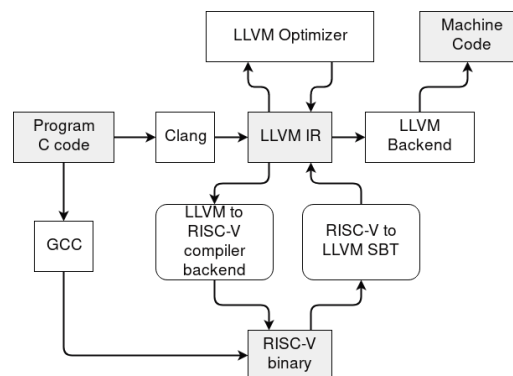 LLVM Optimizer
Machine
Code
Program
C code
Clang
LLVM IR
LLVM
Backend
GCC
LLVM to
RISC-V
compiler
backend
RISC-V to
LLVM SBT
RISC-V
binary